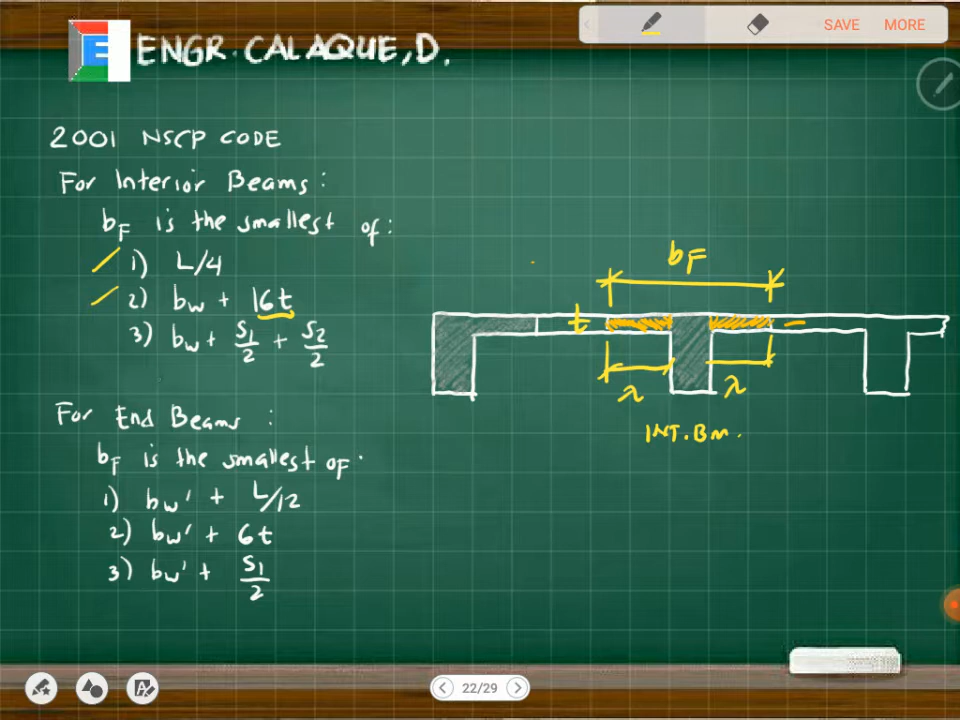 SAVE MORE
E ENGR. CALAQUE, D.
2001 NSCP CODE
For Interior Beams:
bF is the smallest of:
1) L/4
2) bw + 16t
3) bw + S1/2 + S2/2
For End Beams:
bF is the smallest of.
1) bw' + L/12
2) bw' + 6t
3) bw' + S1/2
bF
t
λ λ
INT. Bm.
22/29